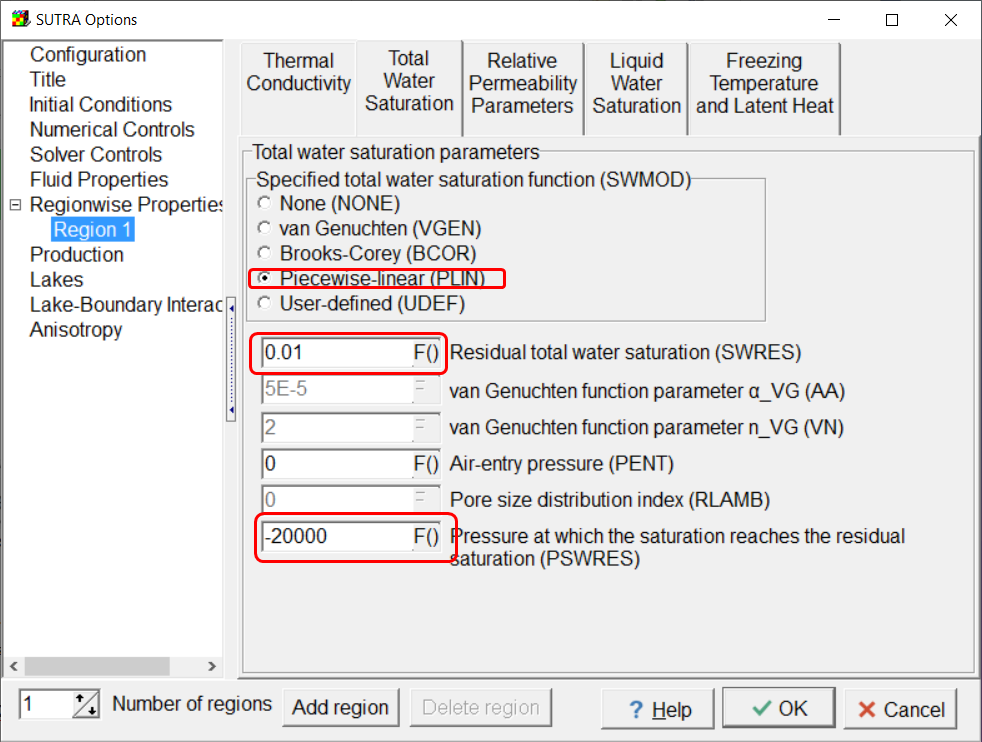 SUTRA Options
Configuration
Title
Initial Conditions
Numerical Controls
Solver Controls
Fluid Properties
Regionwise Properties
Region 1
Production
Lakes
Lake-Boundary Interac
Anisotropy
Thermal
Conductivity
Total
Water
Saturation
Relative
Permeability
Parameters
Liquid
Water
Saturation
Freezing
Temperature
and Latent Heat
Total water saturation parameters
Specified total water saturation function (SWMOD)
None (NONE)
van Genuchten (VGEN)
Brooks-Corey (BCOR)
Piecewise-linear (PLIN)
User-defined (UDEF)
0.01 F() Residual total water saturation (SWRES)
5E-5 van Genuchten function parameter α_VG (AA)
2 van Genuchten function parameter n_VG (VN)
0 F() Air-entry pressure (PENT)
0 Pore size distribution index (RLAMB)
-20000 F() Pressure at which the saturation reaches the residual
saturation (PSWRES)
1 Number of regions Add region Delete region ? Help OK Cancel